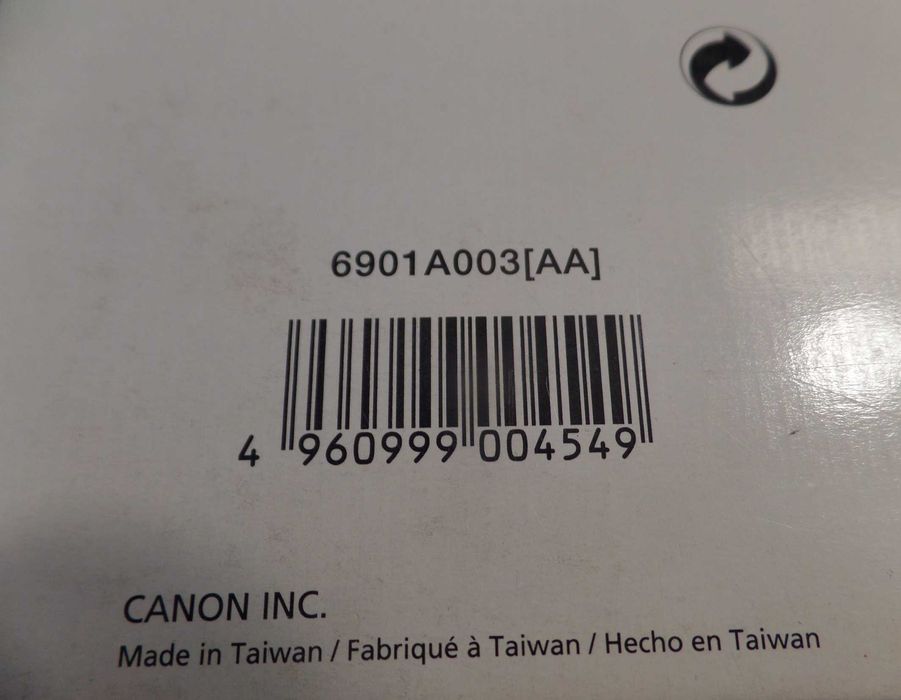 6901A003[AA]
4 960999 004549
CANON INC.
Made in Taiwan / Fabriqué à Taiwan / Hecho en Taiwan